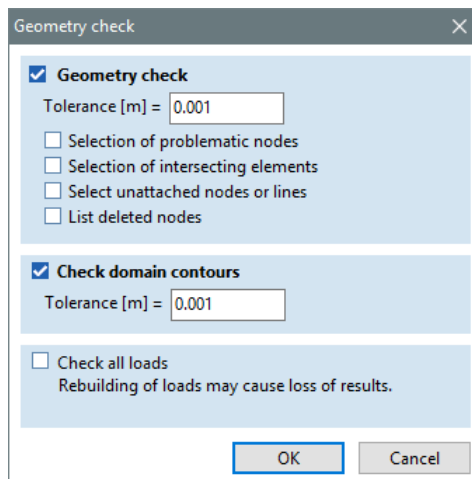 Geometry check
Geometry check
Tolerance [m] = 0.001
Selection of problematic nodes
Selection of intersecting elements
Select unattached nodes or lines
List deleted nodes
Check domain contours
Tolerance [m] = 0.001
Check all loads
Rebuilding of loads may cause loss of results.
OK Cancel